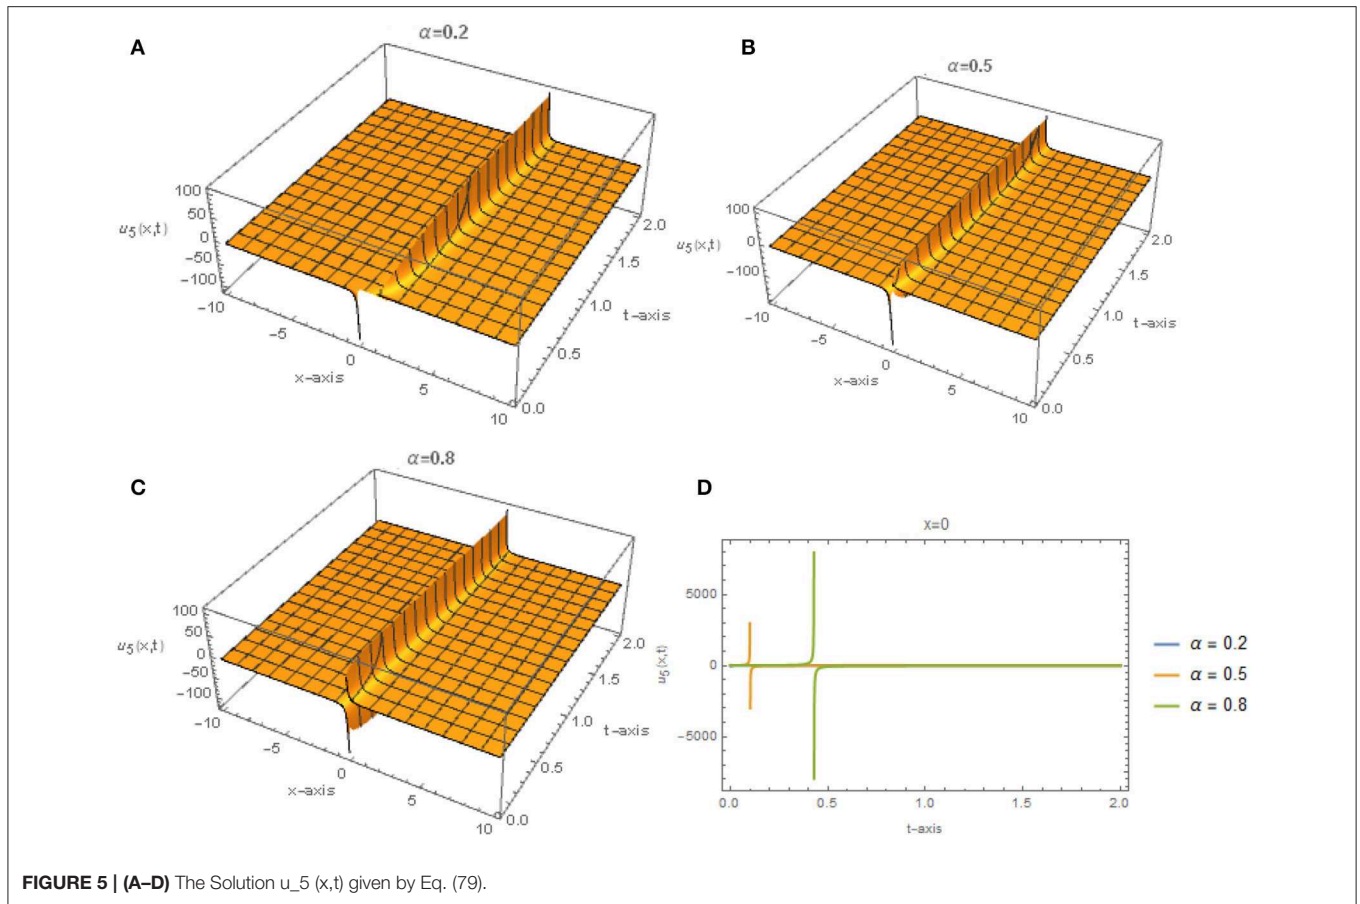 A
α=0.2
100
50
0
−50
−100
u5(x,t)
−10
−5
0
5
10
x−axis
0.0
0.5
1.0
1.5
2.0
t−axis
B
α=0.5
100
0
−100
u5(x,t)
−10
−5
0
5
10
x−axis
0.0
0.5
1.0
1.5
2.0
t−axis
C
α=0.8
100
50
0
−50
−100
u5(x,t)
−10
−5
0
5
10
x−axis
0.0
0.5
1.0
1.5
2.0
t−axis
D
x=0
5000
0
−5000
u5(x,t)
0.0 0.5 1.0 1.5 2.0
t−axis
α = 0.2
α = 0.5
α = 0.8
FIGURE 5 | (A–D) The Solution u_5 (x,t) given by Eq. (79).